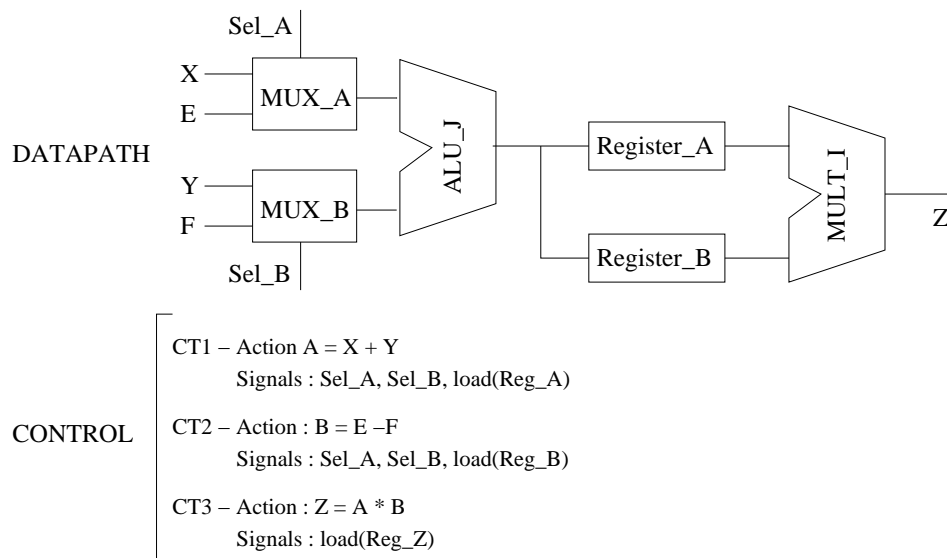 Sel_A
X
MUX_A
E
DATAPATH
Y
MUX_B
F
Sel_B
ALU_J
Register_A
Register_B
MULT_I
Z
CONTROL
CT1 – Action A = X + Y
Signals : Sel_A, Sel_B, load(Reg_A)
CT2 – Action : B = E –F
Signals : Sel_A, Sel_B, load(Reg_B)
CT3 – Action : Z = A * B
Signals : load(Reg_Z)